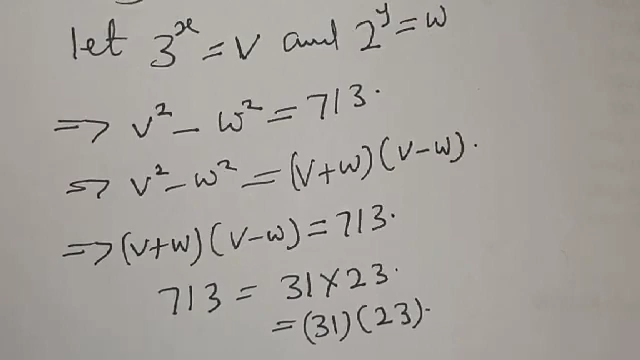 let 3^x = V and 2^y = w
=> v² - w² = 713.
=> v² - w² = (v+w)(v-w).
=> (v+w)(v-w) = 713.
713 = 31 x 23.
= (31)(23).